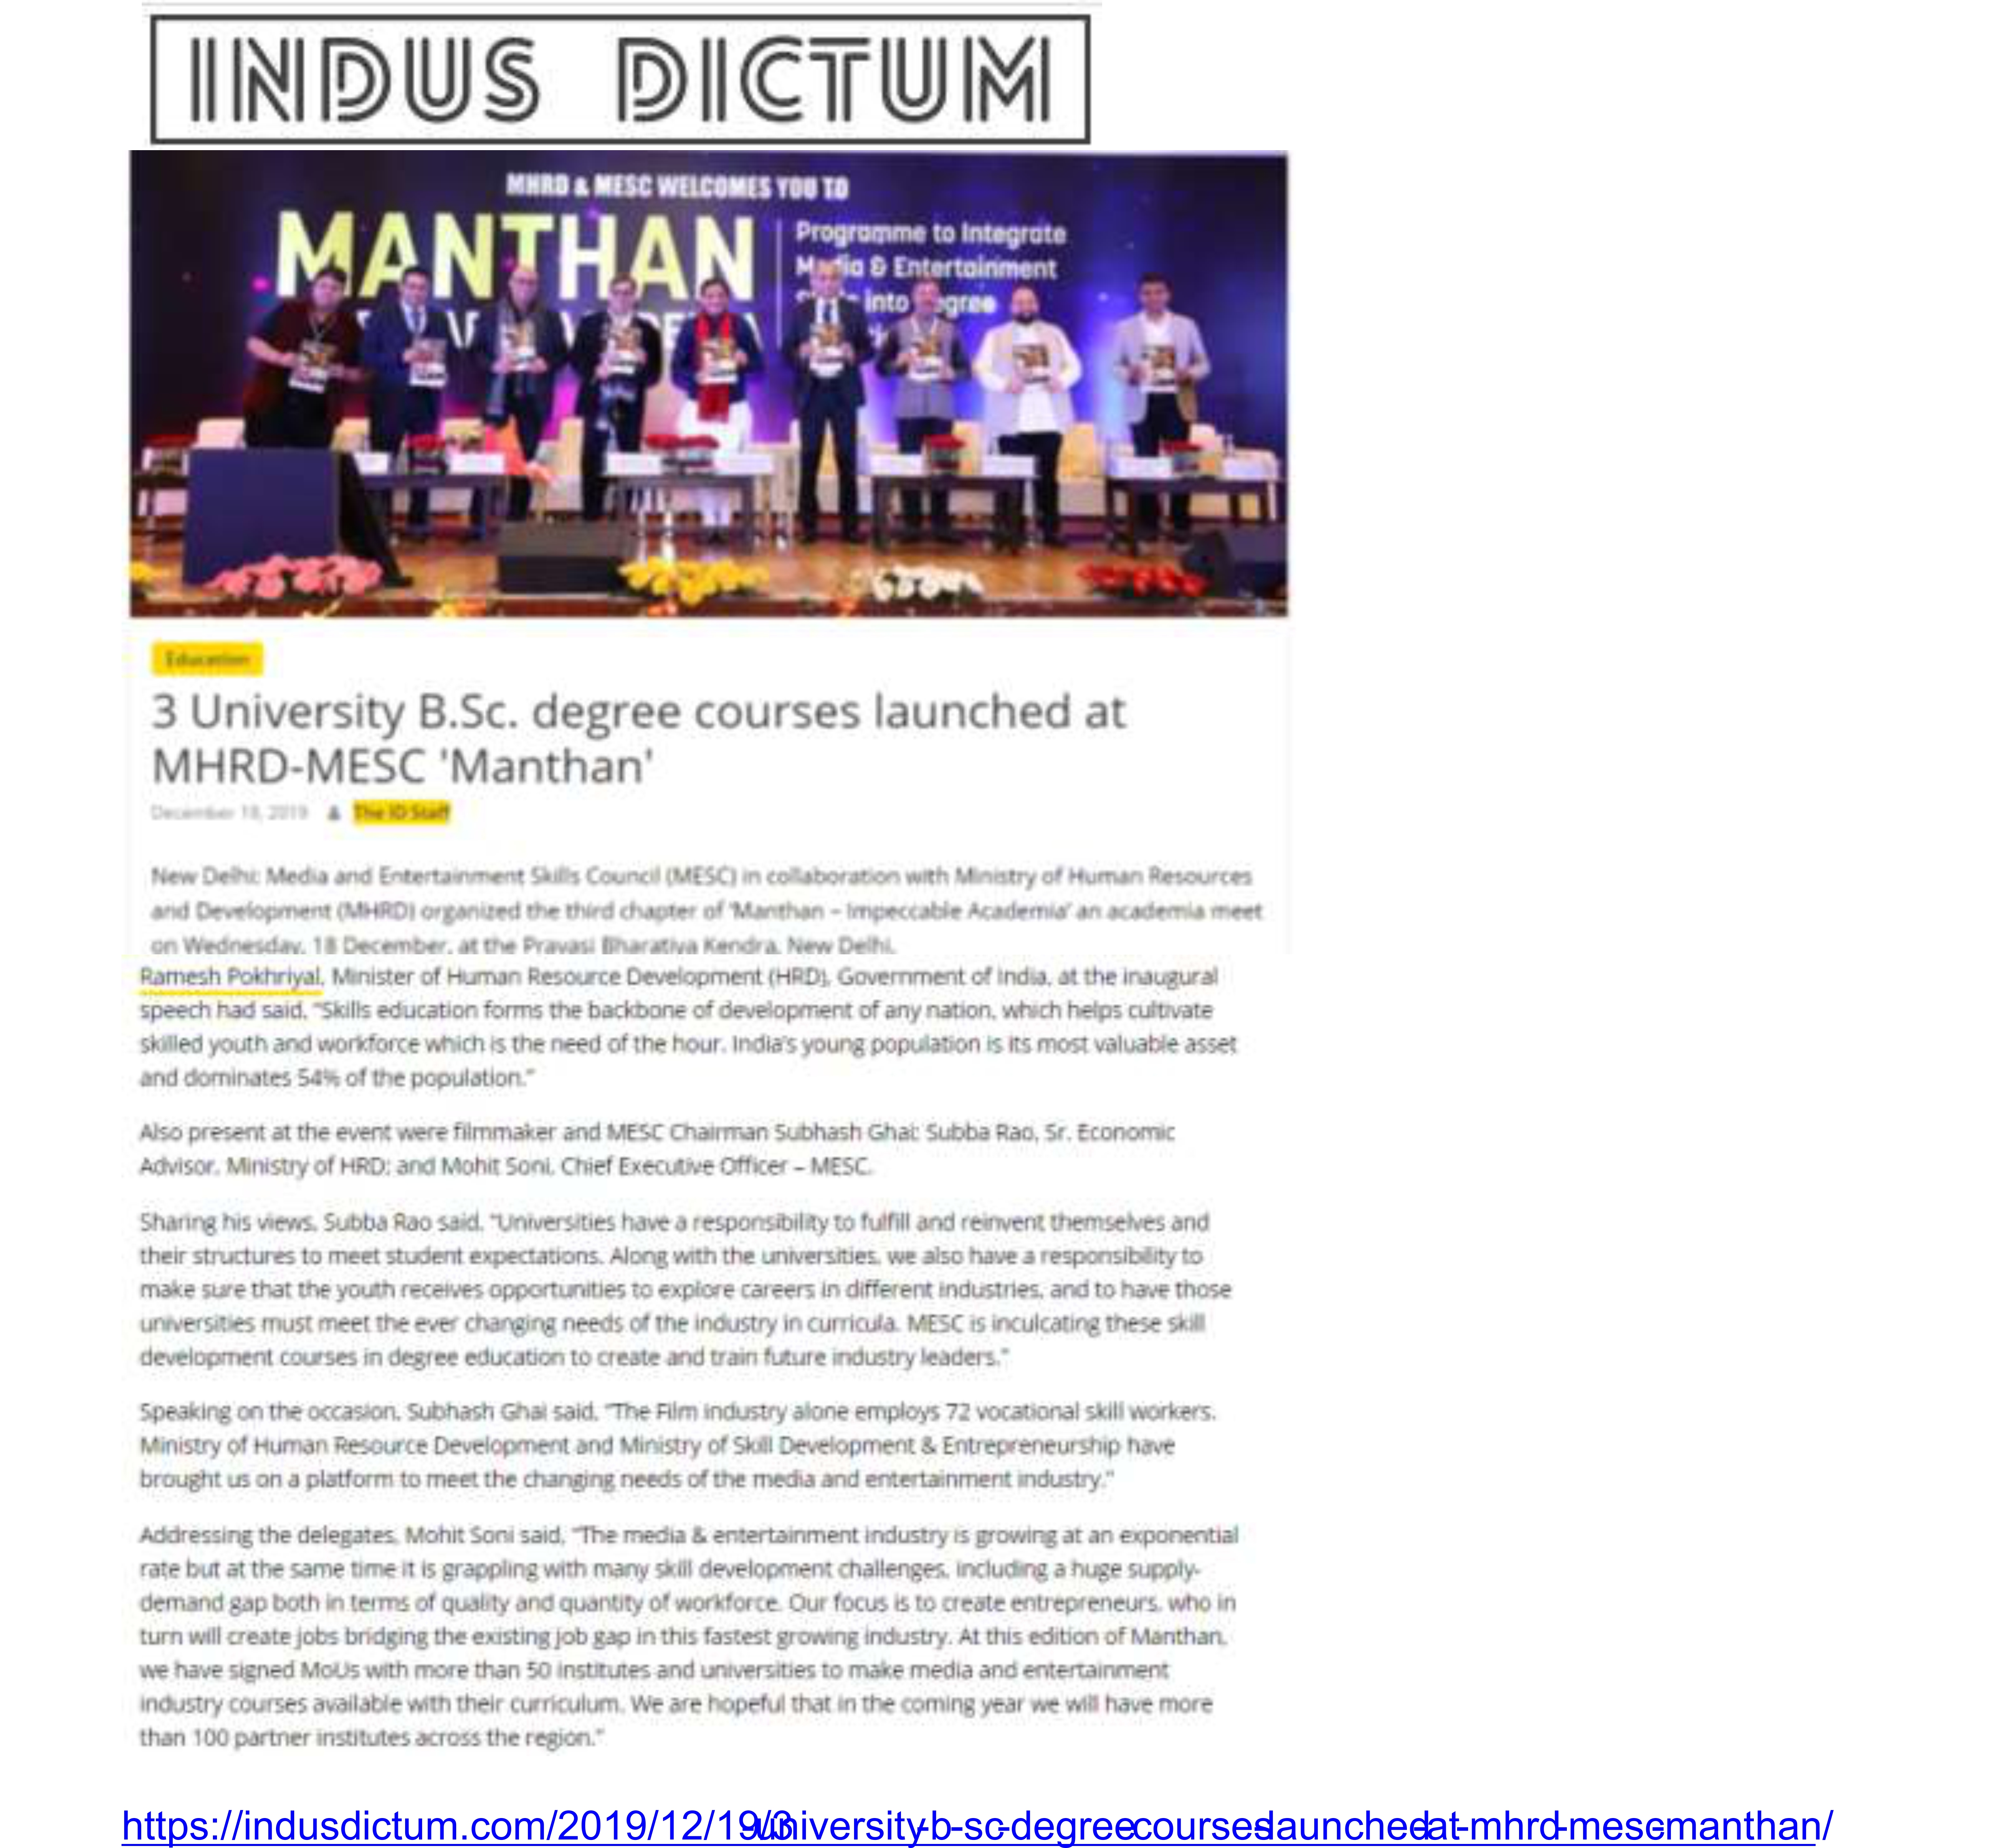 INDUS DICTUM
MHRD & MESC WELCOMES YOU TO
MANTHAN
Programme to Integrate
Media & Entertainment
into Degree
Education
3 University B.Sc. degree courses launched at
MHRD-MESC 'Manthan'
December 19, 2019 The ID Staff
New Delhi: Media and Entertainment Skills Council (MESC) in collaboration with Ministry of Human Resources
and Development (MHRD) organized the third chapter of 'Manthan – Impeccable Academia' an academia meet
on Wednesday, 18 December, at the Pravasi Bharatiya Kendra, New Delhi.
Ramesh Pokhriyal, Minister of Human Resource Development (HRD), Government of India, at the inaugural
speech had said, "Skills education forms the backbone of development of any nation, which helps cultivate
skilled youth and workforce which is the need of the hour. India's young population is its most valuable asset
and dominates 54% of the population."
Also present at the event were filmmaker and MESC Chairman Subhash Ghai; Subba Rao, Sr. Economic
Advisor, Ministry of HRD; and Mohit Soni, Chief Executive Officer – MESC.
Sharing his views, Subba Rao said, "Universities have a responsibility to fulfill and reinvent themselves and
their structures to meet student expectations. Along with the universities, we also have a responsibility to
make sure that the youth receives opportunities to explore careers in different industries, and to have those
universities must meet the ever changing needs of the industry in curricula. MESC is inculcating these skill
development courses in degree education to create and train future industry leaders."
Speaking on the occasion, Subhash Ghai said, "The Film industry alone employs 72 vocational skill workers.
Ministry of Human Resource Development and Ministry of Skill Development & Entrepreneurship have
brought us on a platform to meet the changing needs of the media and entertainment industry."
Addressing the delegates, Mohit Soni said, "The media & entertainment industry is growing at an exponential
rate but at the same time it is grappling with many skill development challenges, including a huge supply-
demand gap both in terms of quality and quantity of workforce. Our focus is to create entrepreneurs, who in
turn will create jobs bridging the existing job gap in this fastest growing industry. At this edition of Manthan,
we have signed MoUs with more than 50 institutes and universities to make media and entertainment
industry courses available with their curriculum. We are hopeful that in the coming year we will have more
than 100 partner institutes across the region."
https://indusdictum.com/2019/12/19/3-university-b-sc-degree-courses-launched-at-mhrd-mesc-manthan/